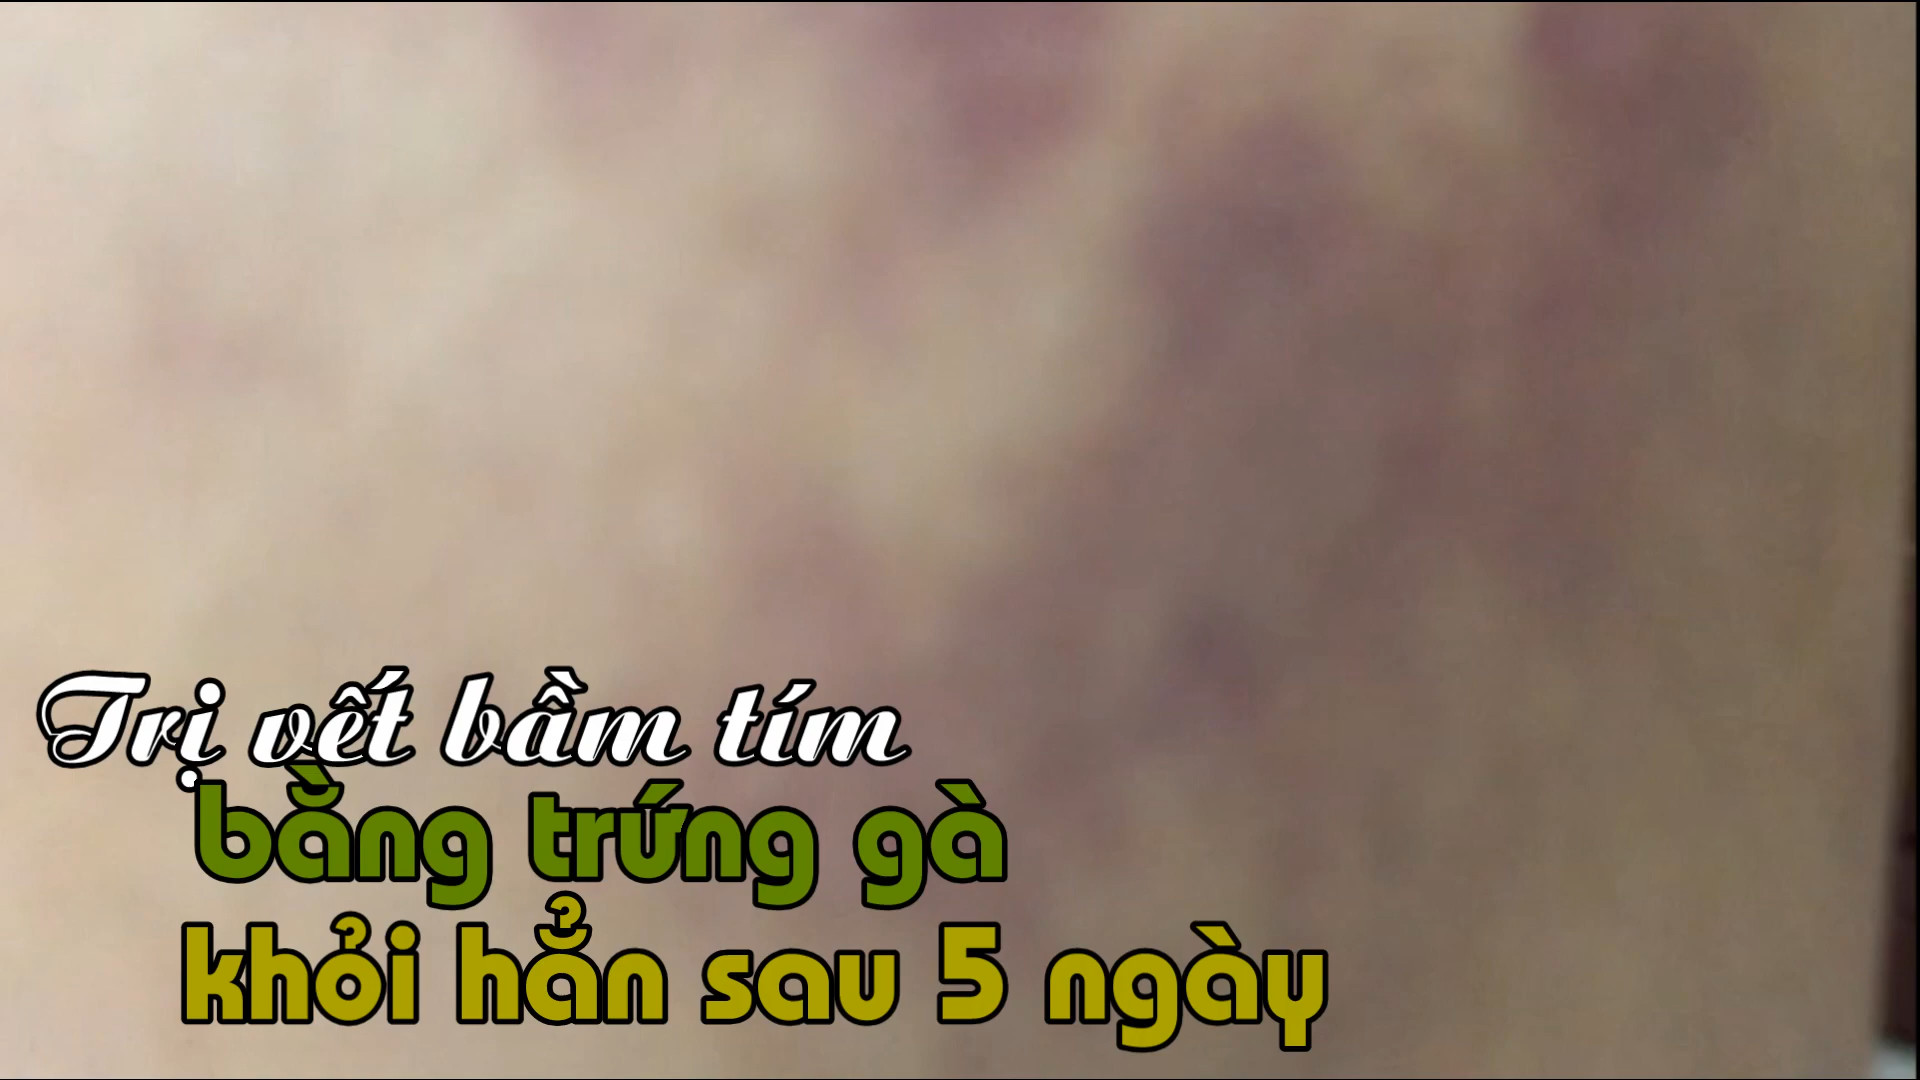 Trị vết bầm tím
bằng trứng gà
khỏi hẳn sau 5 ngày